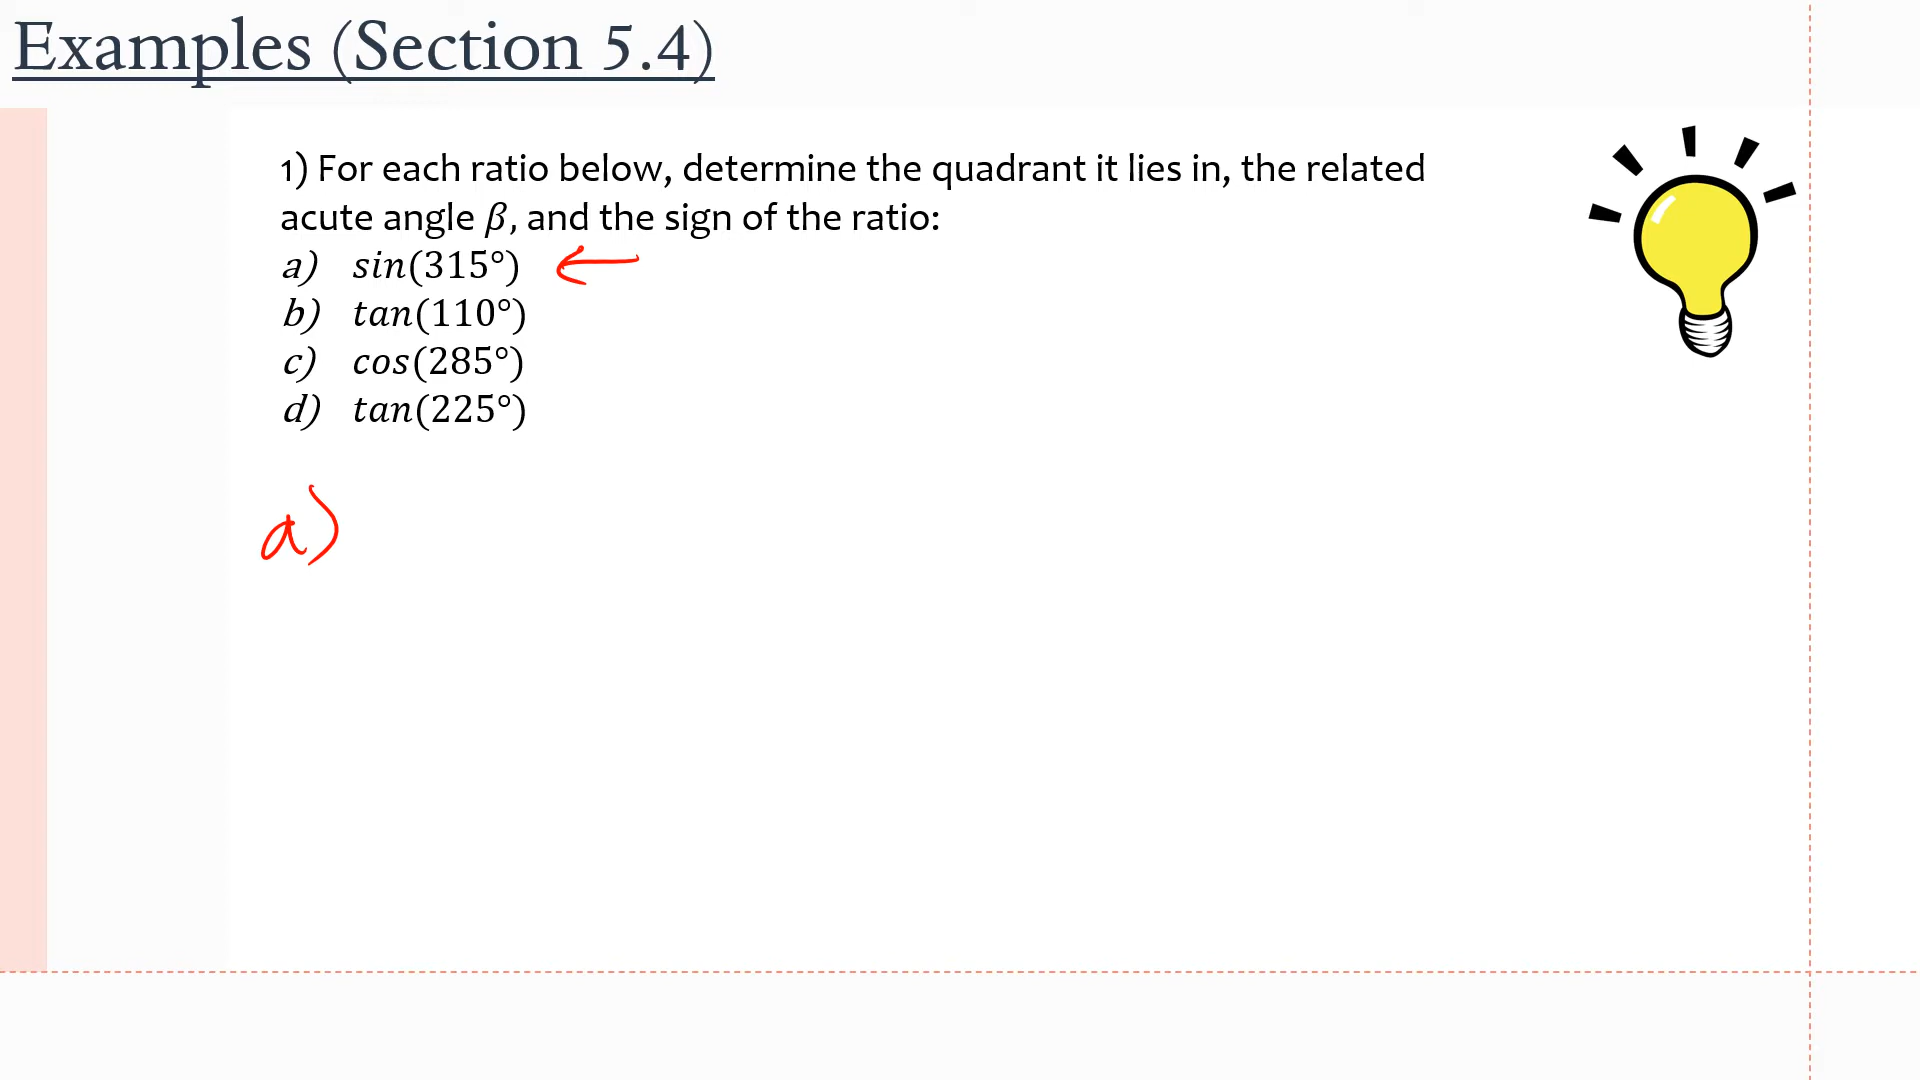 Examples (Section 5.4)
1) For each ratio below, determine the quadrant it lies in, the related
acute angle β, and the sign of the ratio:
a) sin(315°)
b) tan(110°)
c) cos(285°)
d) tan(225°)
a)